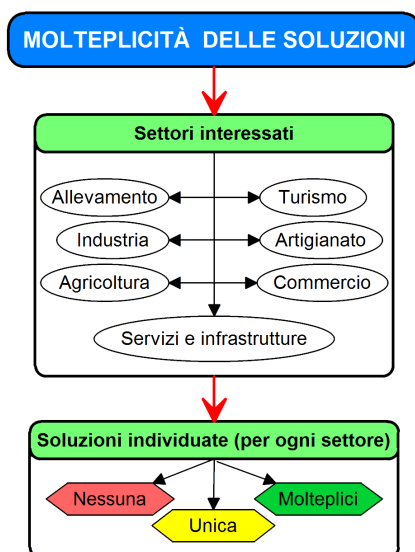 MOLTEPLICITÀ DELLE SOLUZIONI
Settori interessati
Allevamento
Turismo
Industria
Artigianato
Agricoltura
Commercio
Servizi e infrastrutture
Soluzioni individuate (per ogni settore)
Nessuna
Molteplici
Unica